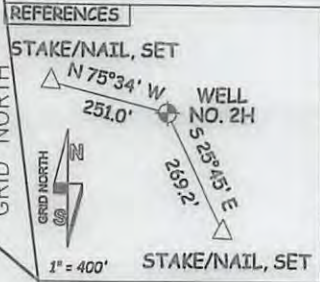 REFERENCES
STAKE/NAIL, SET
N 75°34' W
251.0'
WELL
NO. 2H
S 25°45' E
269.2'
GRID NORTH
GRID NORTH
N
S
1" = 400'
STAKE/NAIL, SET